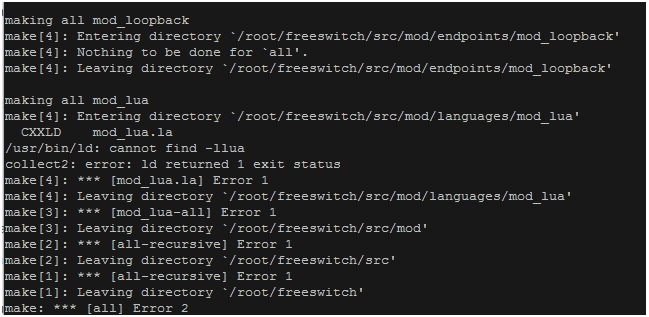 making all mod_loopback
make[4]: Entering directory `/root/freeswitch/src/mod/endpoints/mod_loopback'
make[4]: Nothing to be done for `all'.
make[4]: Leaving directory `/root/freeswitch/src/mod/endpoints/mod_loopback'
making all mod_lua
make[4]: Entering directory `/root/freeswitch/src/mod/languages/mod_lua'
CXXLD    mod_lua.la
/usr/bin/ld: cannot find -llua
collect2: error: ld returned 1 exit status
make[4]: *** [mod_lua.la] Error 1
make[4]: Leaving directory `/root/freeswitch/src/mod/languages/mod_lua'
make[3]: *** [mod_lua-all] Error 1
make[3]: Leaving directory `/root/freeswitch/src/mod'
make[2]: *** [all-recursive] Error 1
make[2]: Leaving directory `/root/freeswitch/src'
make[1]: *** [all-recursive] Error 1
make[1]: Leaving directory `/root/freeswitch'
make: *** [all] Error 2